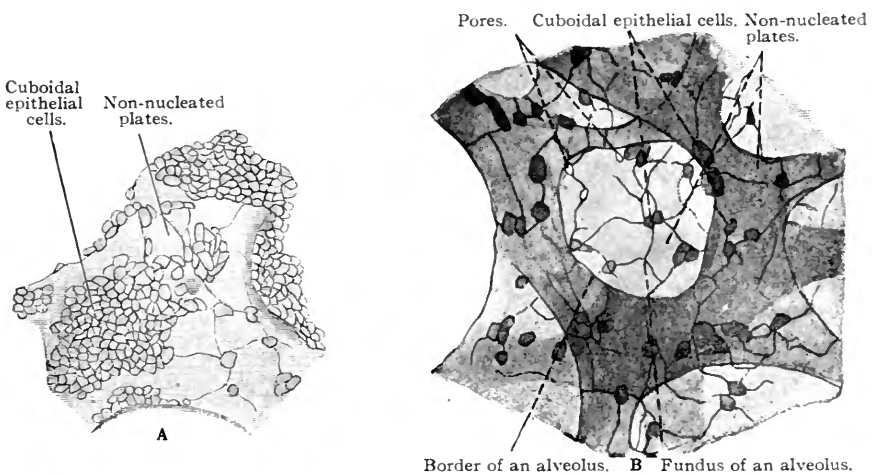 Pores. Cuboidal epithelial cells. Non-nucleated
plates.
Cuboidal
epithelial
cells.
Non-nucleated
plates.
A
Border of an alveolus. B Fundus of an alveolus.